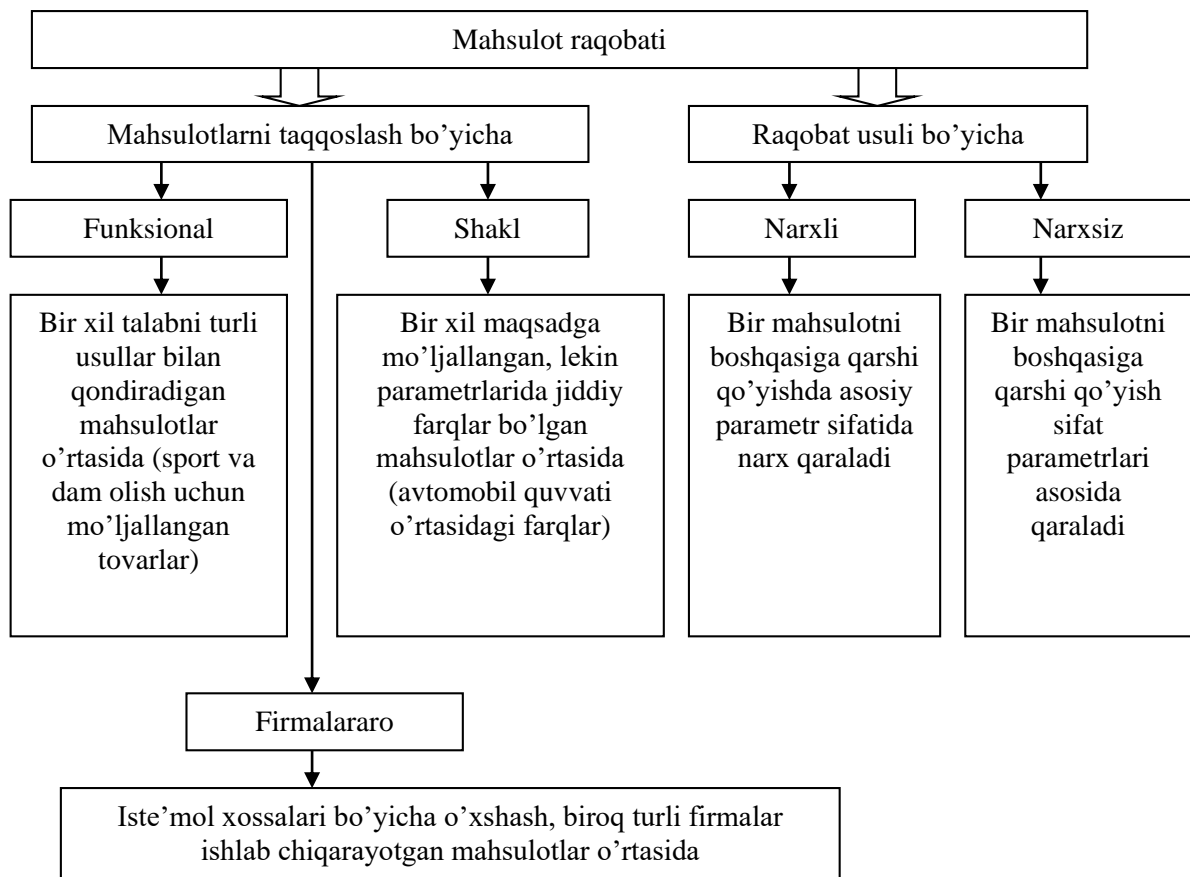 Mahsulot raqobati
Mahsulotlarni taqqoslash bo’yicha
Raqobat usuli bo’yicha
Funksional
Shakl
Narxli
Narxsiz
Bir xil talabni turli
usullar bilan
qondiradigan
mahsulotlar
o’rtasida (sport va
dam olish uchun
mo’ljallangan
tovarlar)
Bir xil maqsadga
mo’ljallangan, lekin
parametrlarida jiddiy
farqlar bo’lgan
mahsulotlar o’rtasida
(avtomobil quvvati
o’rtasidagi farqlar)
Bir mahsulotni
boshqasiga qarshi
qo’yishda asosiy
parametr sifatida
narx qaraladi
Bir mahsulotni
boshqasiga
qarshi qo’yish
sifat
parametrlari
asosida
qaraladi
Firmalararo
Iste’mol xossalari bo’yicha o’xshash, biroq turli firmalar
ishlab chiqarayotgan mahsulotlar o’rtasida